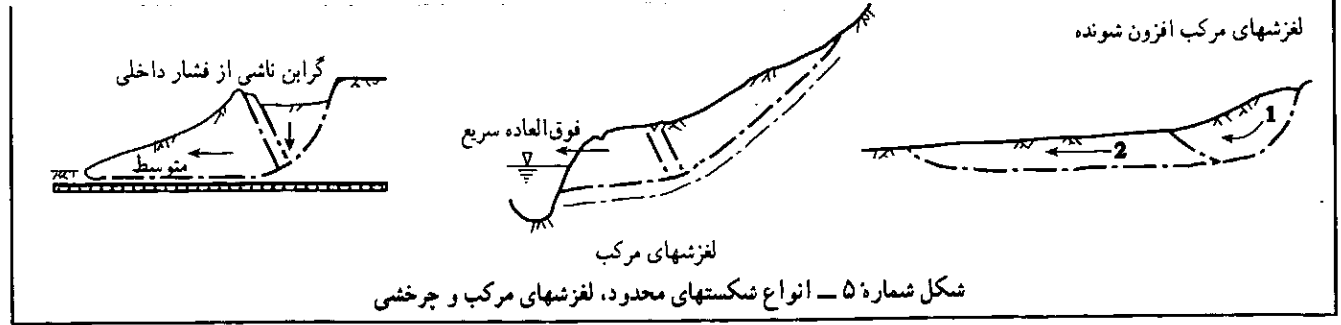 لغزشهای مرکب افزون شونده
1
2
فوق‌العاده سریع
گرابن ناشی از فشار داخلی
متوسط
لغزشهای مرکب
شکل شمارهٔ ۵ ــ انواع شکستهای محدود، لغزشهای مرکب و چرخشی